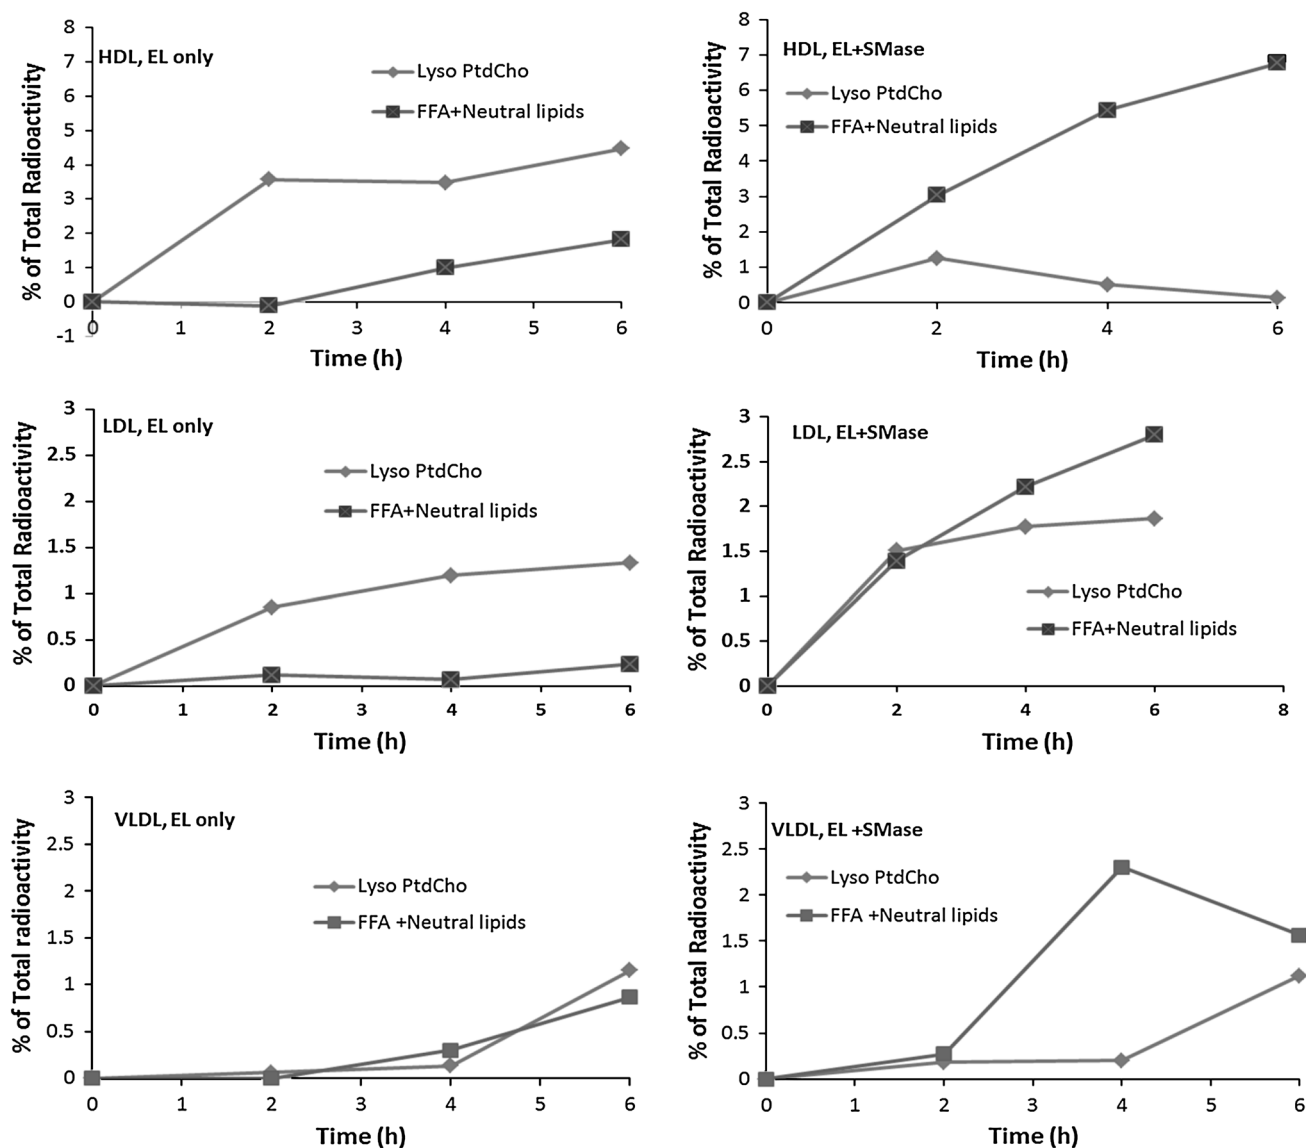 HDL, EL only
% of Total Radioactivity
8
7
6
5
4
3
2
1
0
-1
Lyso PtdCho
FFA+Neutral lipids
0 1 2 3 4 5 6
Time (h)
HDL, EL+SMase
% of Total Radioactivity
8
7
6
5
4
3
2
1
0
Lyso PtdCho
FFA+Neutral lipids
0 2 4 6
Time (h)
LDL, EL only
% of Total Radioactivity
3
2.5
2
1.5
1
0.5
0
Lyso PtdCho
FFA+Neutral lipids
0 1 2 3 4 5 6
Time (h)
LDL, EL+SMase
% of Total Radioactivity
3
2.5
2
1.5
1
0.5
0
Lyso PtdCho
FFA+Neutral lipids
0 2 4 6 8
Time (h)
VLDL, EL only
% of Total radioactivity
3
2.5
2
1.5
1
0.5
0
Lyso PtdCho
FFA +Neutral lipids
0 1 2 3 4 5 6
Time (h)
VLDL, EL +SMase
% of Total Radioactivity
3
2.5
2
1.5
1
0.5
0
Lyso PtdCho
FFA +Neutral lipids
0 1 2 3 4 5 6
Time (h)